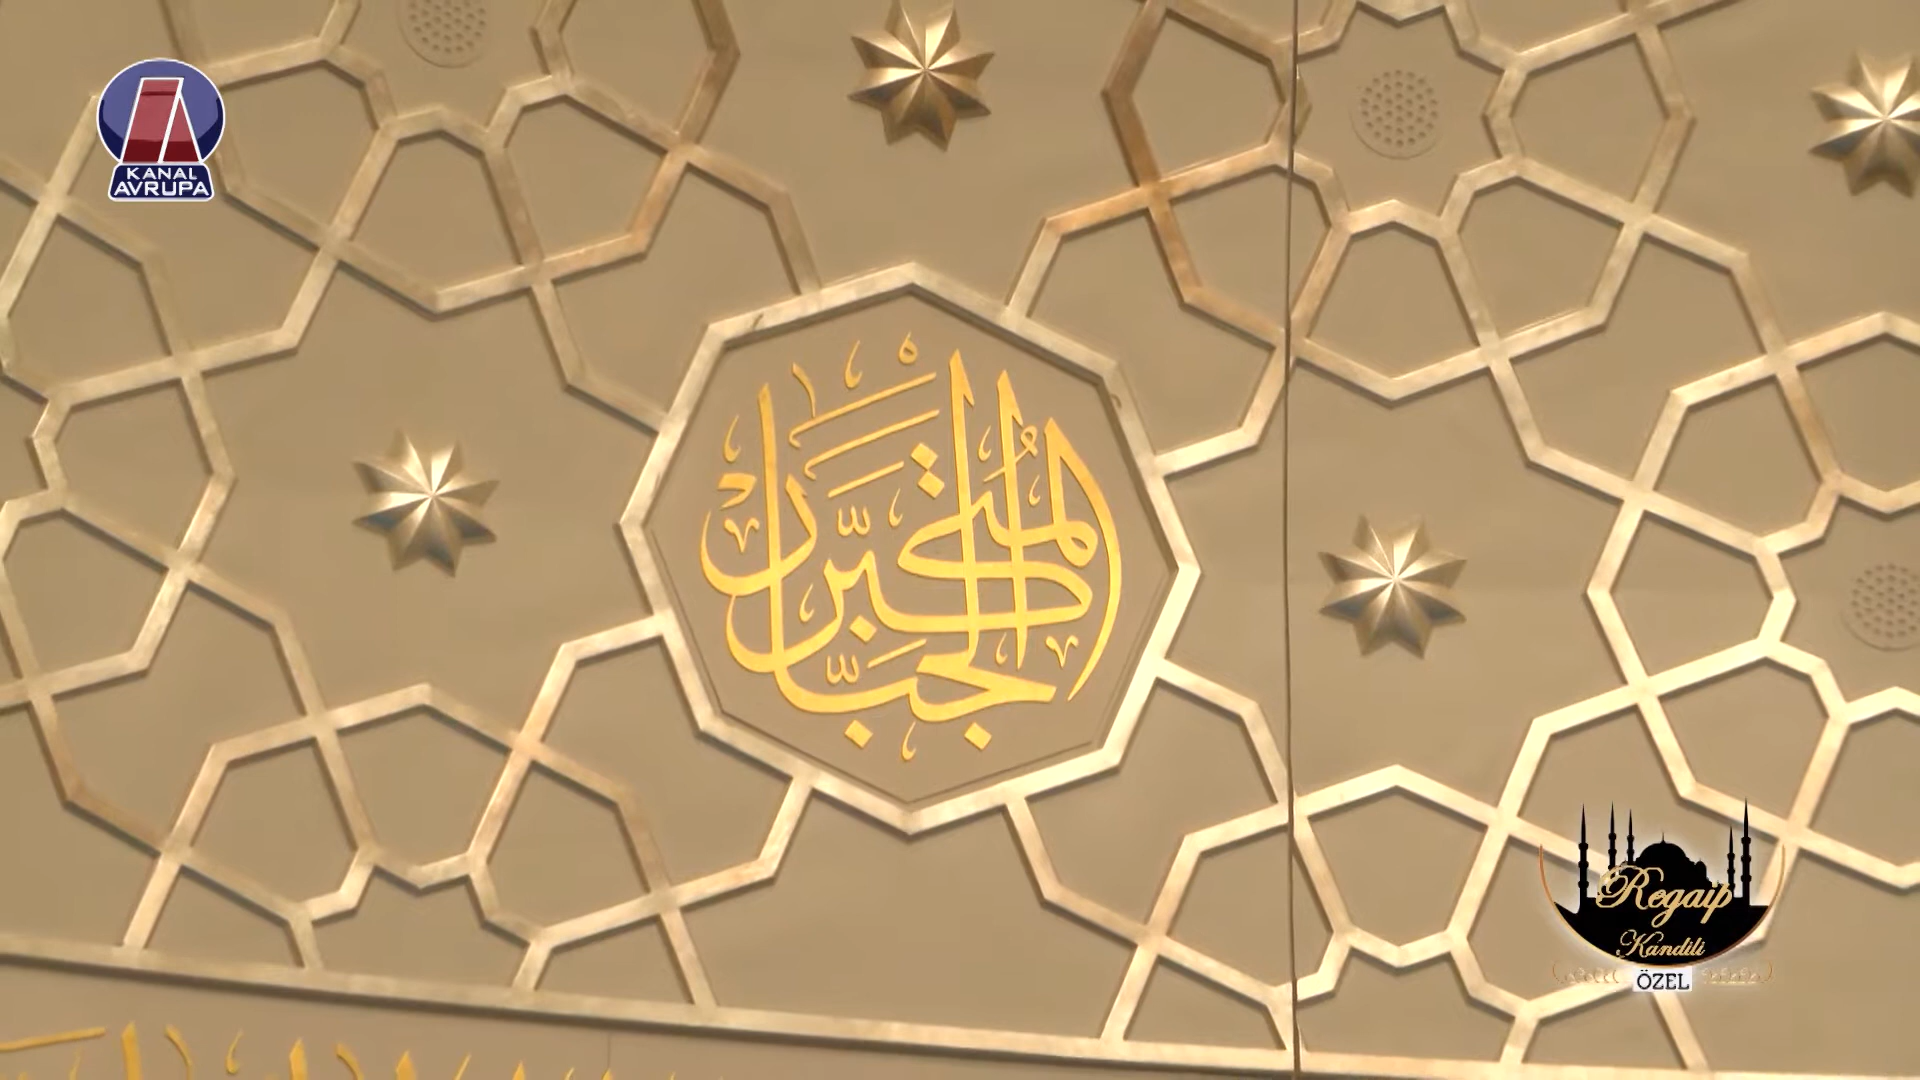 KANAL
AVRUPA
الجبار
المتكبر
Regaip
Kandili
ÖZEL